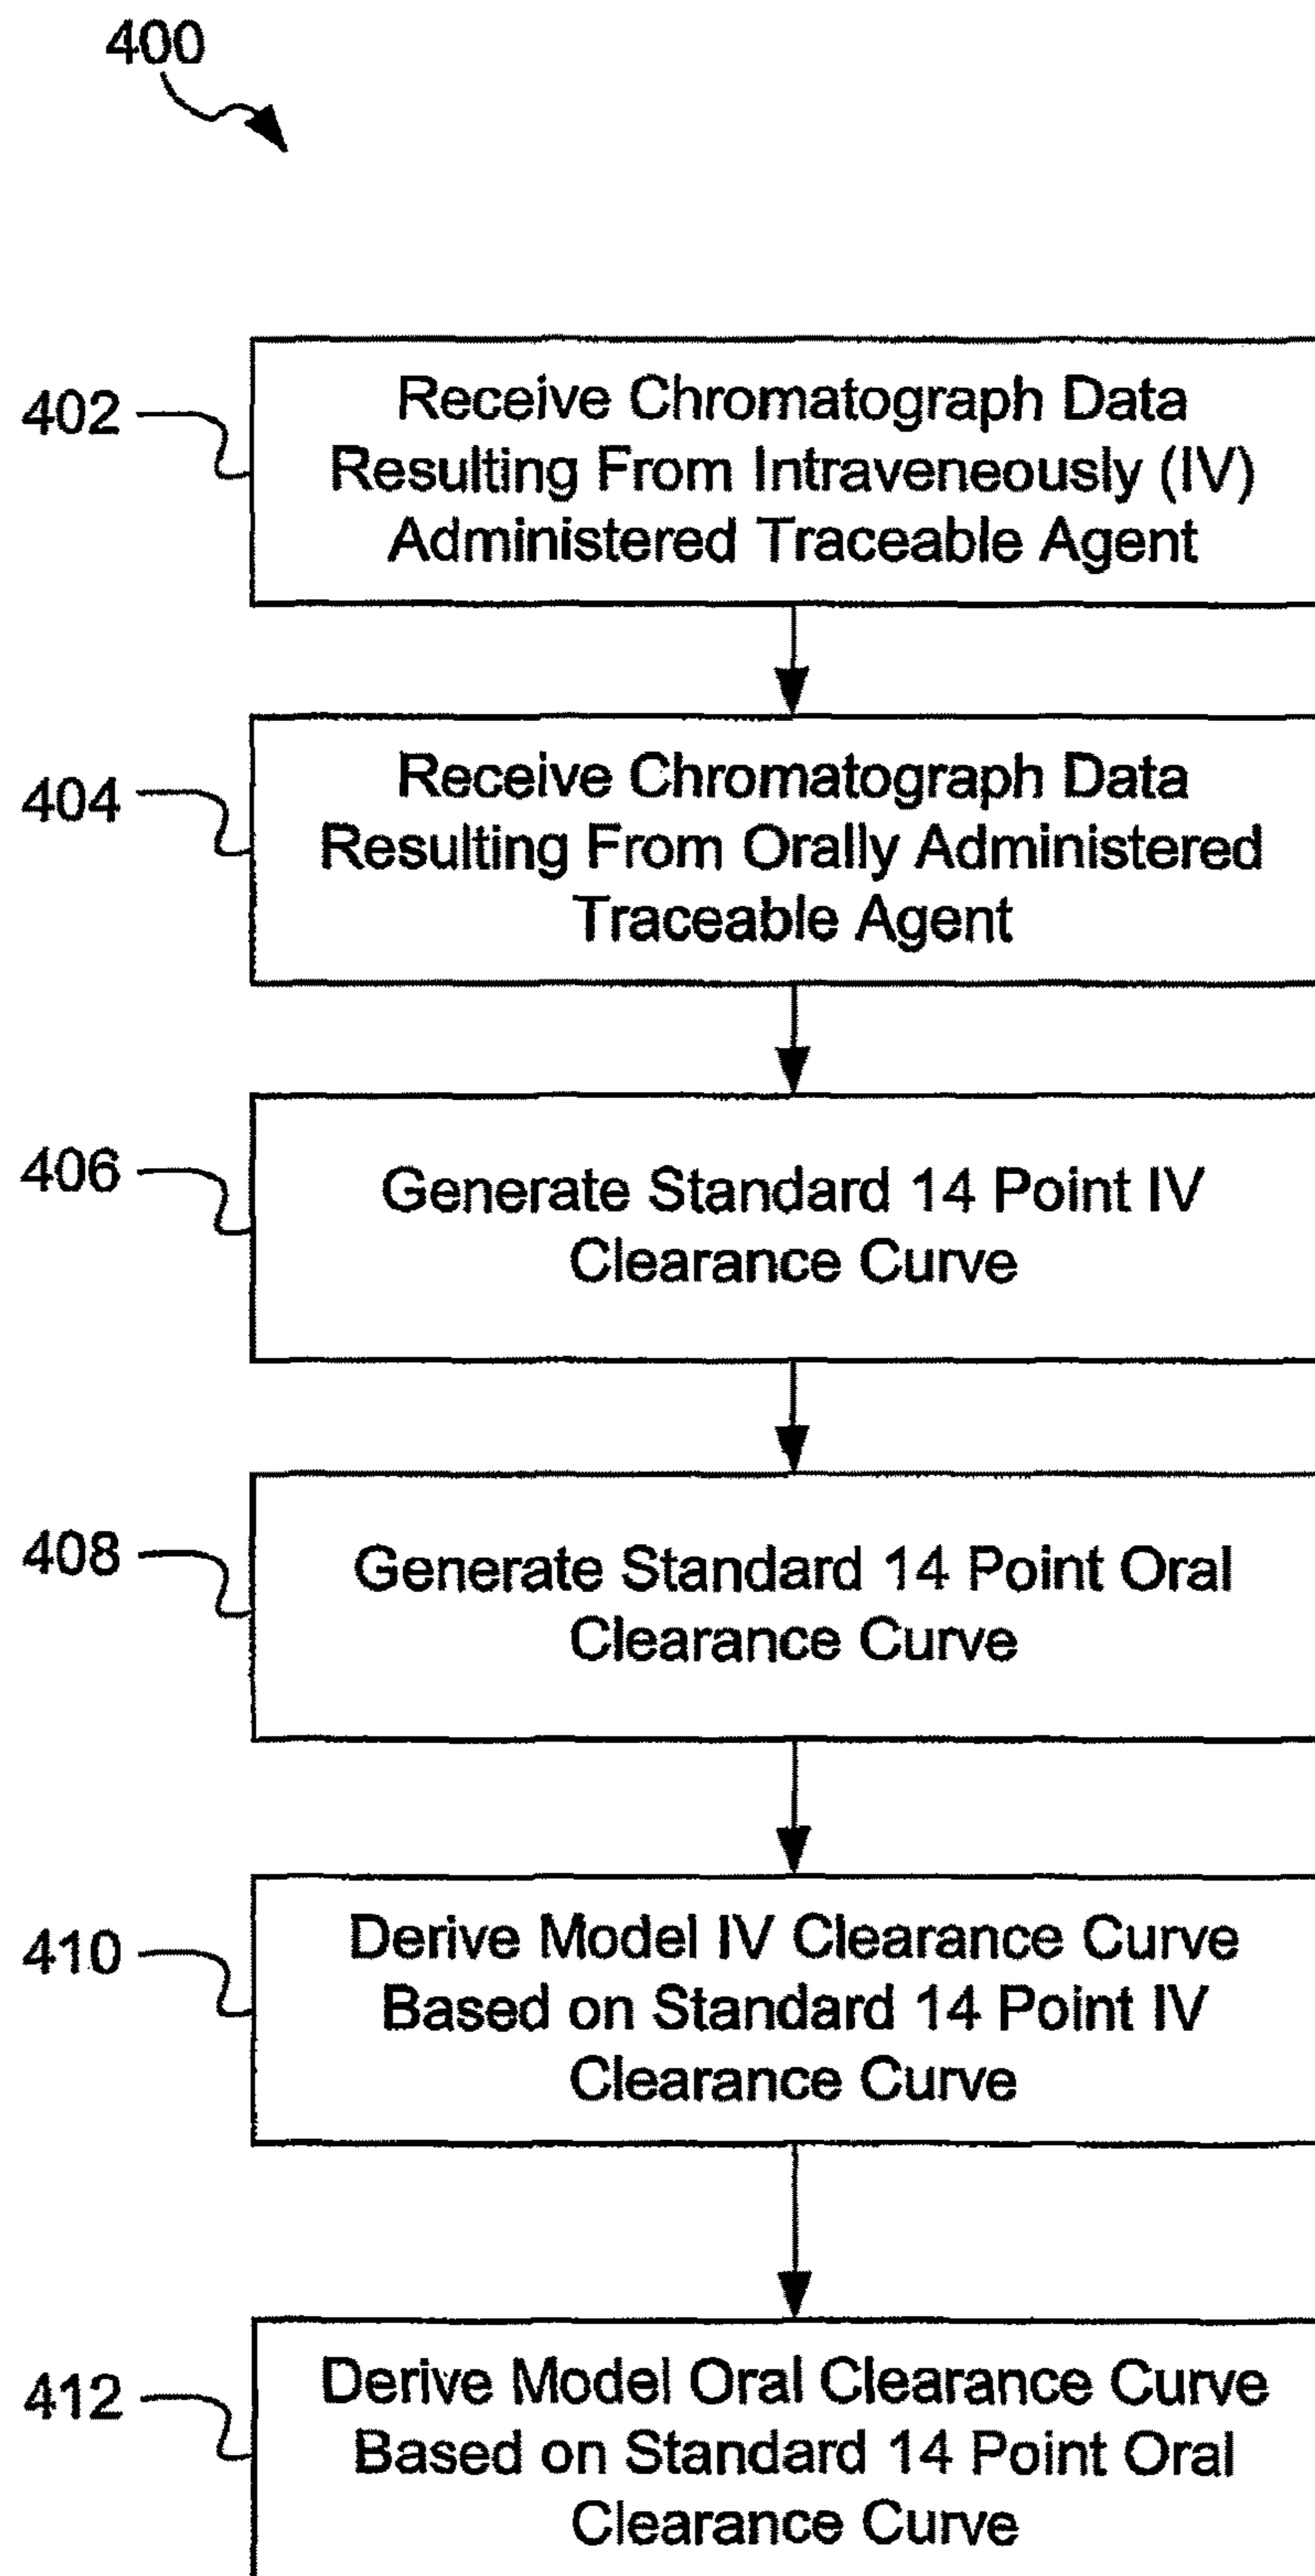 400
402
Receive Chromatograph Data
Resulting From Intraveneously (IV)
Administered Traceable Agent
404
Receive Chromatograph Data
Resulting From Orally Administered
Traceable Agent
406
Generate Standard 14 Point IV
Clearance Curve
408
Generate Standard 14 Point Oral
Clearance Curve
410
Derive Model IV Clearance Curve
Based on Standard 14 Point IV
Clearance Curve
412
Derive Model Oral Clearance Curve
Based on Standard 14 Point Oral
Clearance Curve